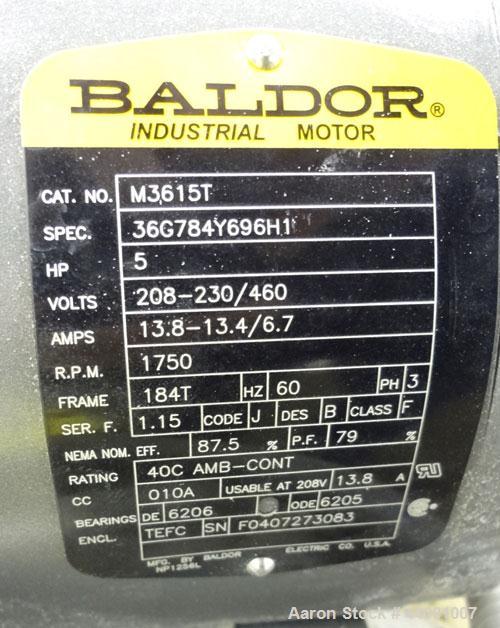 BALDOR®
INDUSTRIAL MOTOR
CAT. NO. M3615T
SPEC. 36G784Y696H1
HP 5
VOLTS 208-230/460
AMPS 13.8-13.4/6.7
R.P.M. 1750
FRAME 184T HZ 60 PH 3
SER. F. 1.15 CODE J DES B CLASS F
NEMA NOM. EFF. 87.5 % P.F. 79 %
RATING 40C AMB-CONT
CC 010A USABLE AT 208V 13.8 A
BEARINGS DE 6206 ODE 6205
ENCL. TEFC SN F0407273083
MFG. BY BALDOR ELECTRIC CO. U.S.A.
NP1256L